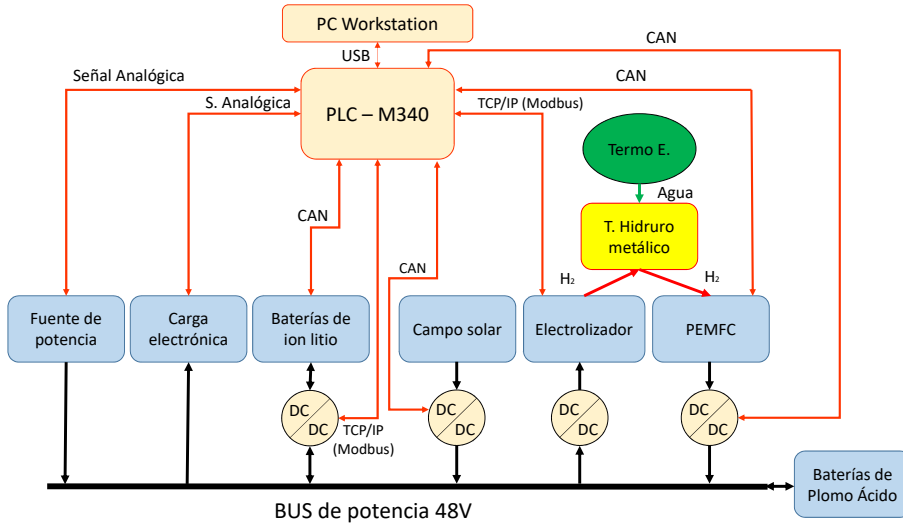 PC Workstation
CAN
USB
Señal Analógica
CAN
S. Analógica
TCP/IP (Modbus)
PLC – M340
Termo E.
Agua
CAN
T. Hidruro
metálico
CAN
H₂
H₂
Fuente de
potencia
Carga
electrónica
Baterías de
ion litio
Campo solar
Electrolizador
PEMFC
DC
DC
DC
DC
DC
DC
DC
DC
TCP/IP
(Modbus)
Baterías de
Plomo Ácido
BUS de potencia 48V